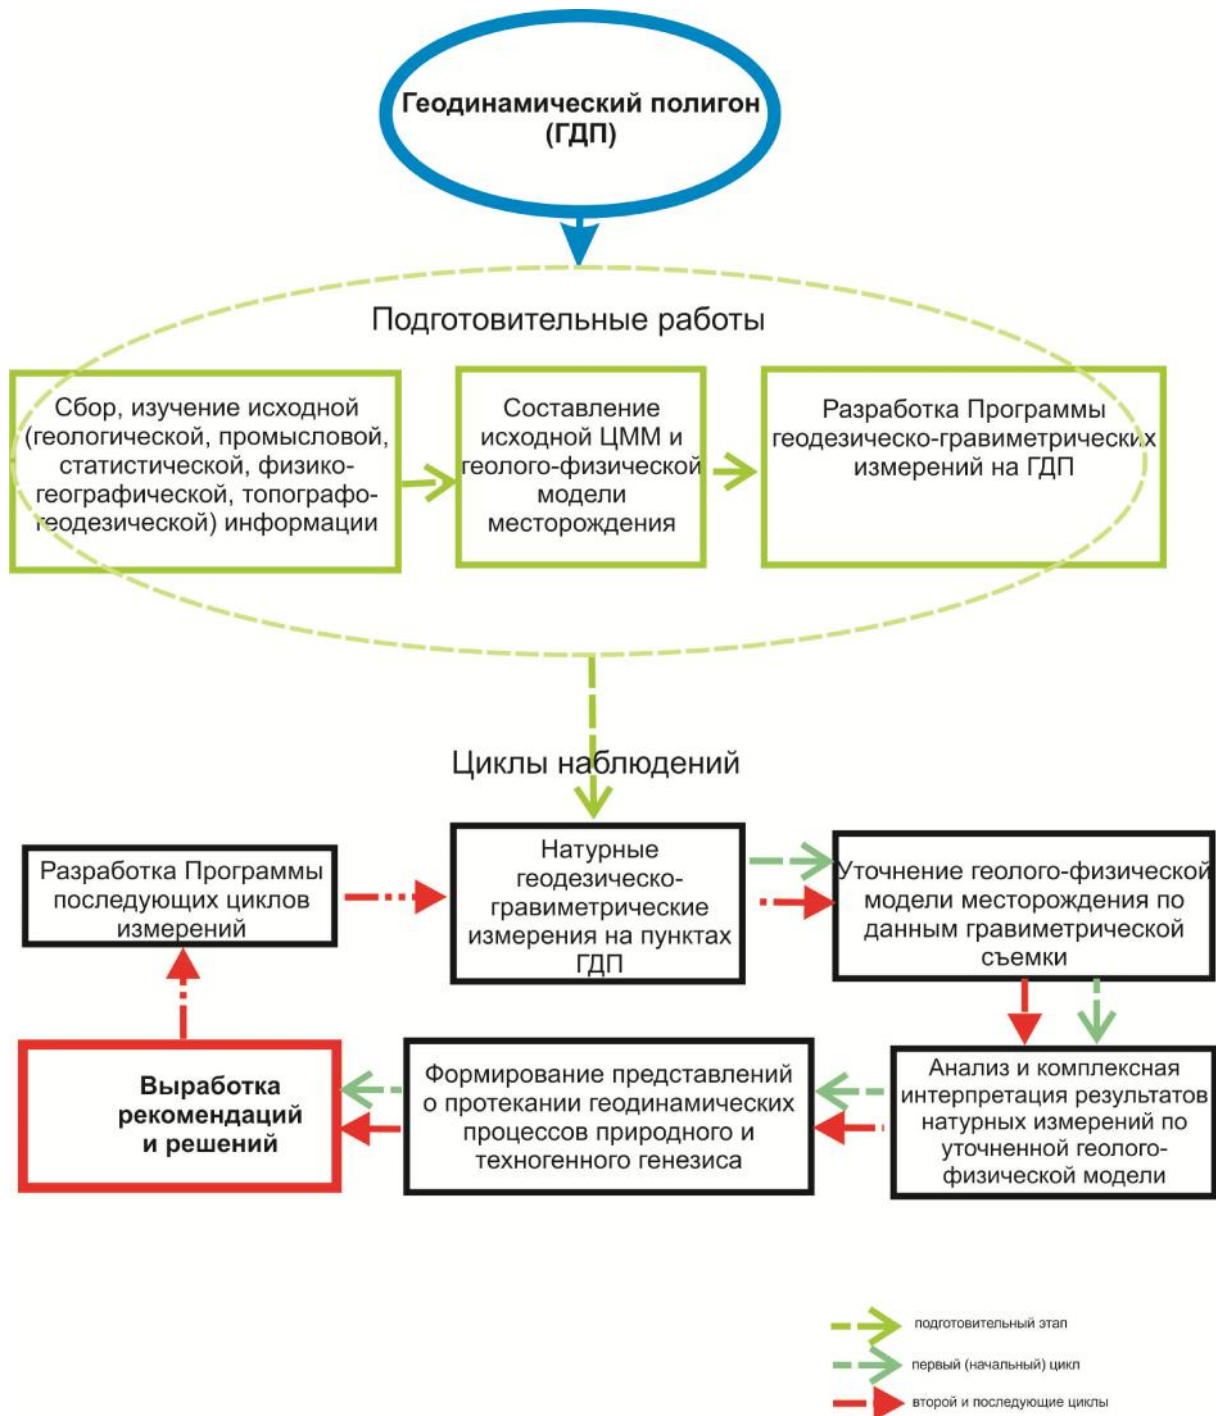 Геодинамический полигон
(ГДП)
Подготовительные работы
Сбор, изучение исходной
(геологической, промысловой,
статистической, физико-
географической, топографо-
геодезической) информации
Составление
исходной ЦММ и
геолого-физической
модели
месторождения
Разработка Программы
геодезическо-гравиметрических
измерений на ГДП
Циклы наблюдений
Разработка Программы
последующих циклов
измерений
Натурные
геодезическо-
гравиметрические
измерения на пунктах
ГДП
Уточнение геолого-физической
модели месторождения по
данным гравиметрической
съемки
Выработка
рекомендаций
и решений
Формирование представлений
о протекании геодинамических
процессов природного и
техногенного генезиса
Анализ и комплексная
интерпретация результатов
натурных измерений по
уточненной геолого-
физической модели
подготовительный этап
первый (начальный) цикл
второй и последующие циклы